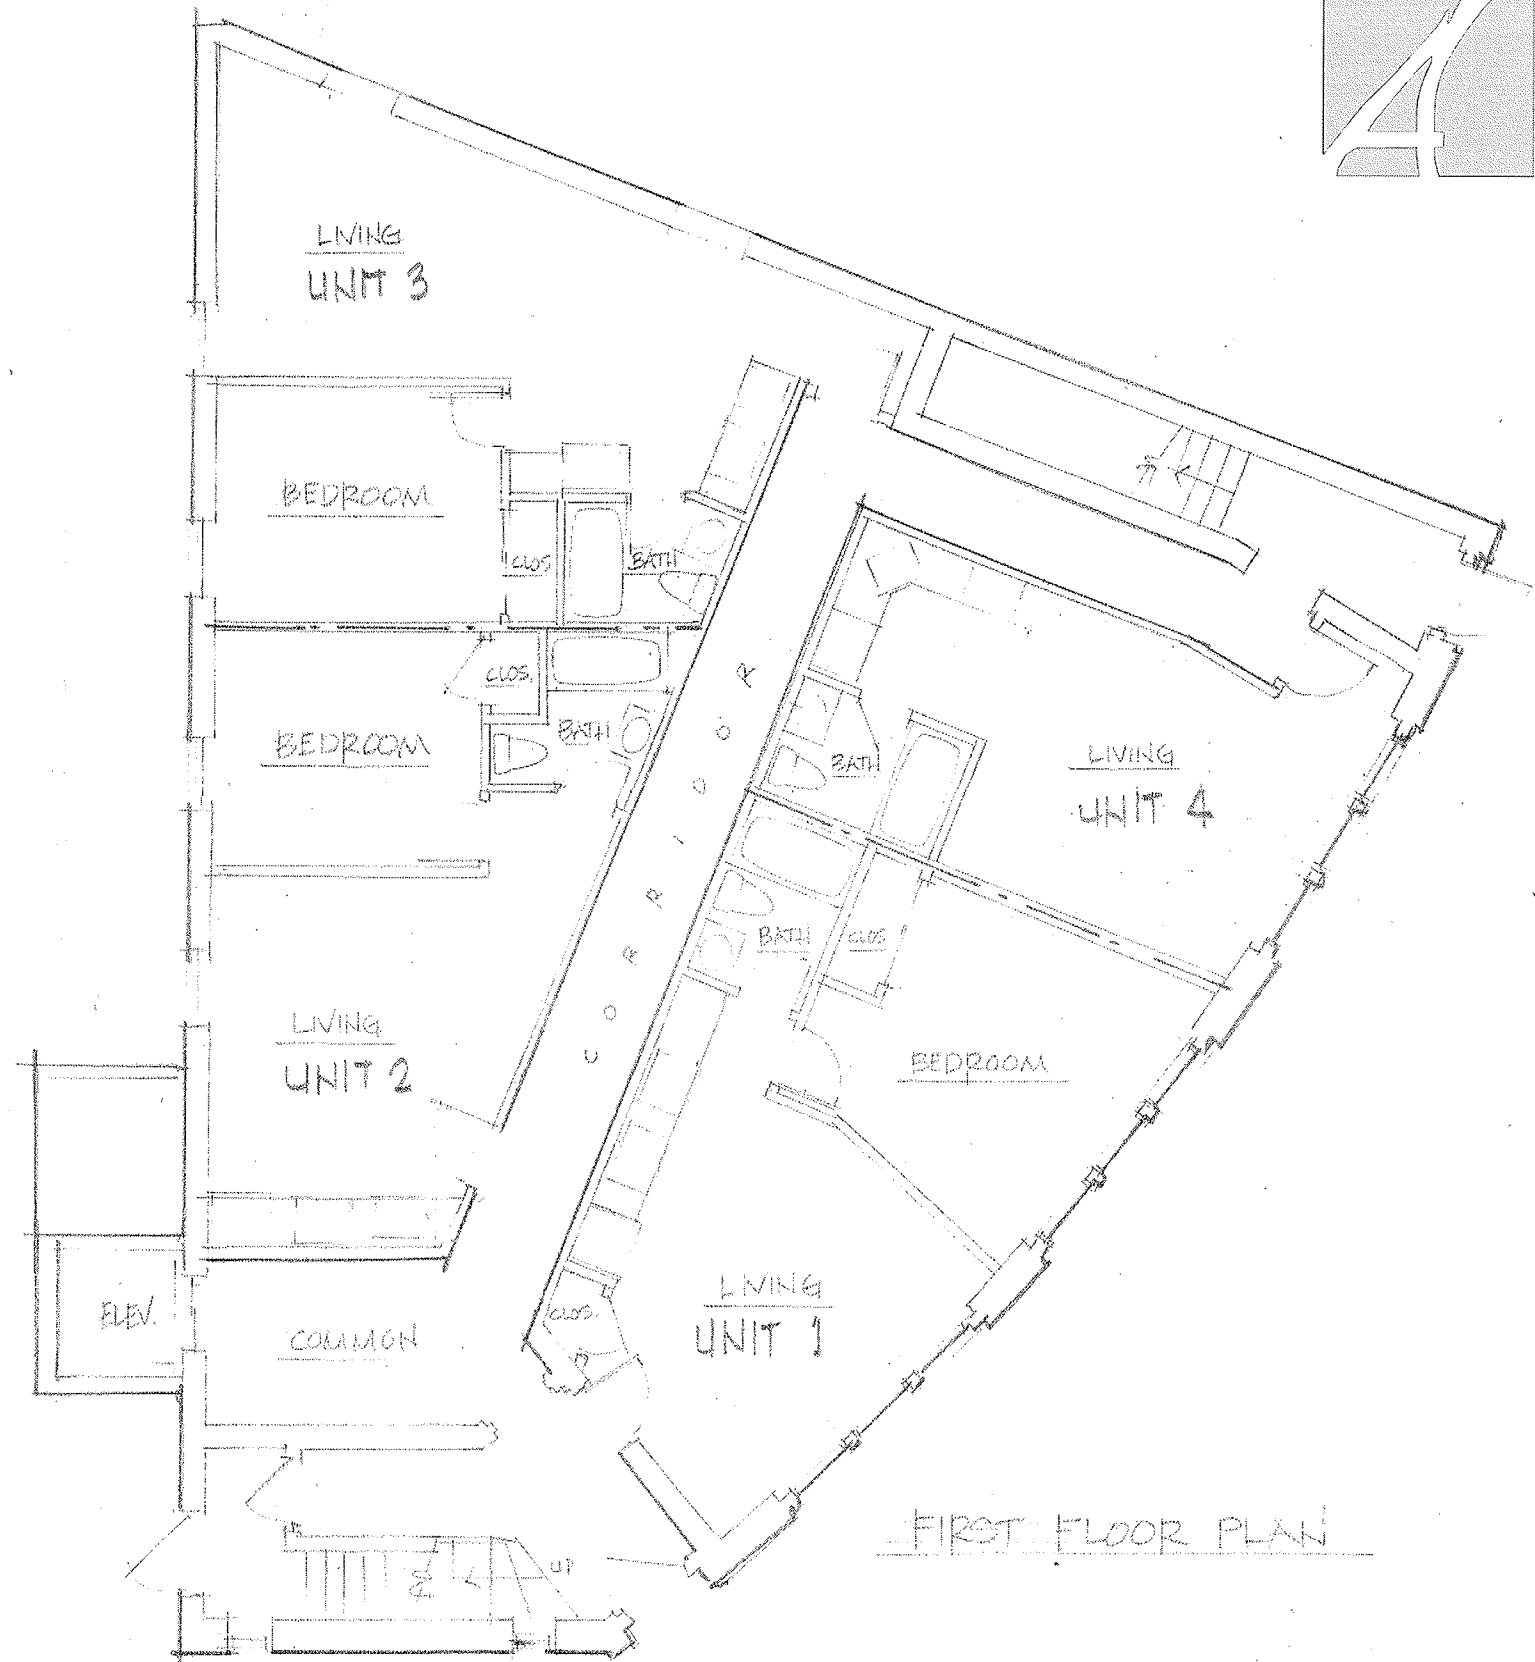 LIVING
UNIT 3
BEDROOM
CLOS
BATH
CLOS.
BEDROOM
BATH
CORRIDOR
BATH
LIVING
UNIT 4
BATH
CLOS
LIVING
UNIT 2
BEDROOM
LIVING
UNIT 1
CLOS.
ELEV.
COMMON
UP
FIRST FLOOR PLAN